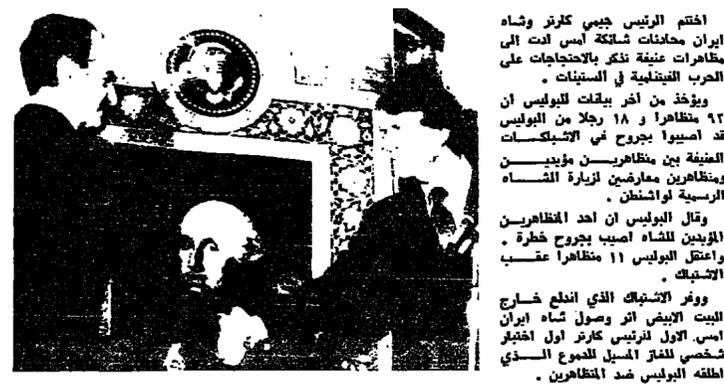 اختتم الرئيس جيمي كارتر وشاه
ايران محادثات شائكة امس ادت الى
مظاهرات عنيفة تذكر بالاحتجاجات على
الحرب الفيتنامية في الستينات .
ويؤخذ من آخر بيانات للبوليس ان
٩٢ متظاهرا و ١٨ رجلا من البوليس
قد اصيبوا بجروح في الاشتباكات
العنيفة بين متظاهرين مؤيدين
ومتظاهرين معارضين لزيارة الشاه
الرسمية لواشنطن .
وقال البوليس ان احد المتظاهرين
المؤيدين للشاه اصيب بجروح خطرة .
واعتقل البوليس ١١ متظاهرا عقب
الاشتباك .
ووفر الاشتباك الذي اندلع خارج
البيت الابيض اثر وصول شاه ايران
امس الاول للرئيس كارتر اول اختبار
شخصي للغاز المسيل للدموع الذي
اطلقه البوليس ضد المتظاهرين .